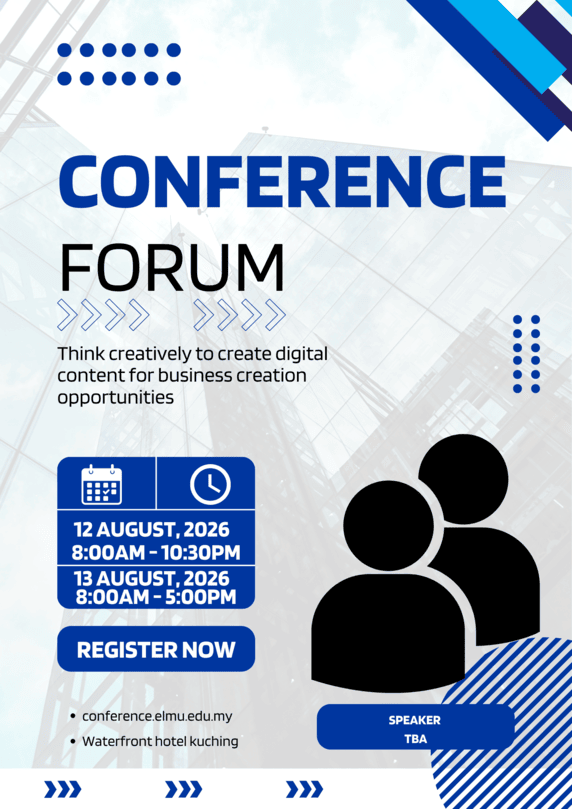 CONFERENCE
FORUM
Think creatively to create digital
content for business creation
opportunities
12 AUGUST, 2026
8:00AM - 10:30PM
13 AUGUST, 2026
8:00AM - 5:00PM
REGISTER NOW
• conference.elmu.edu.my
• Waterfront hotel kuching
SPEAKER
TBA